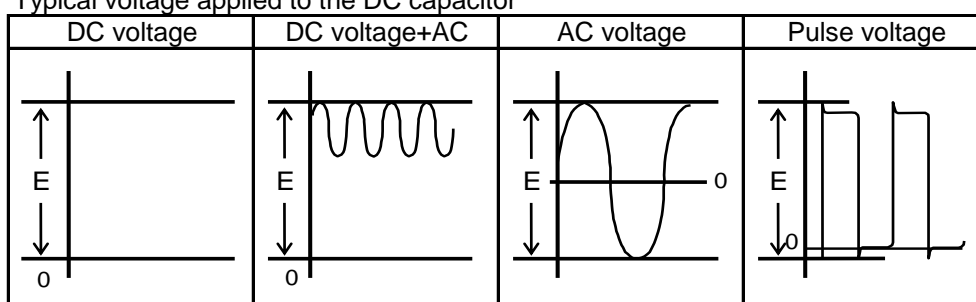 Typical voltage applied to the DC capacitor
DC voltage DC voltage+AC AC voltage Pulse voltage
E E E 0 E
0
0 0